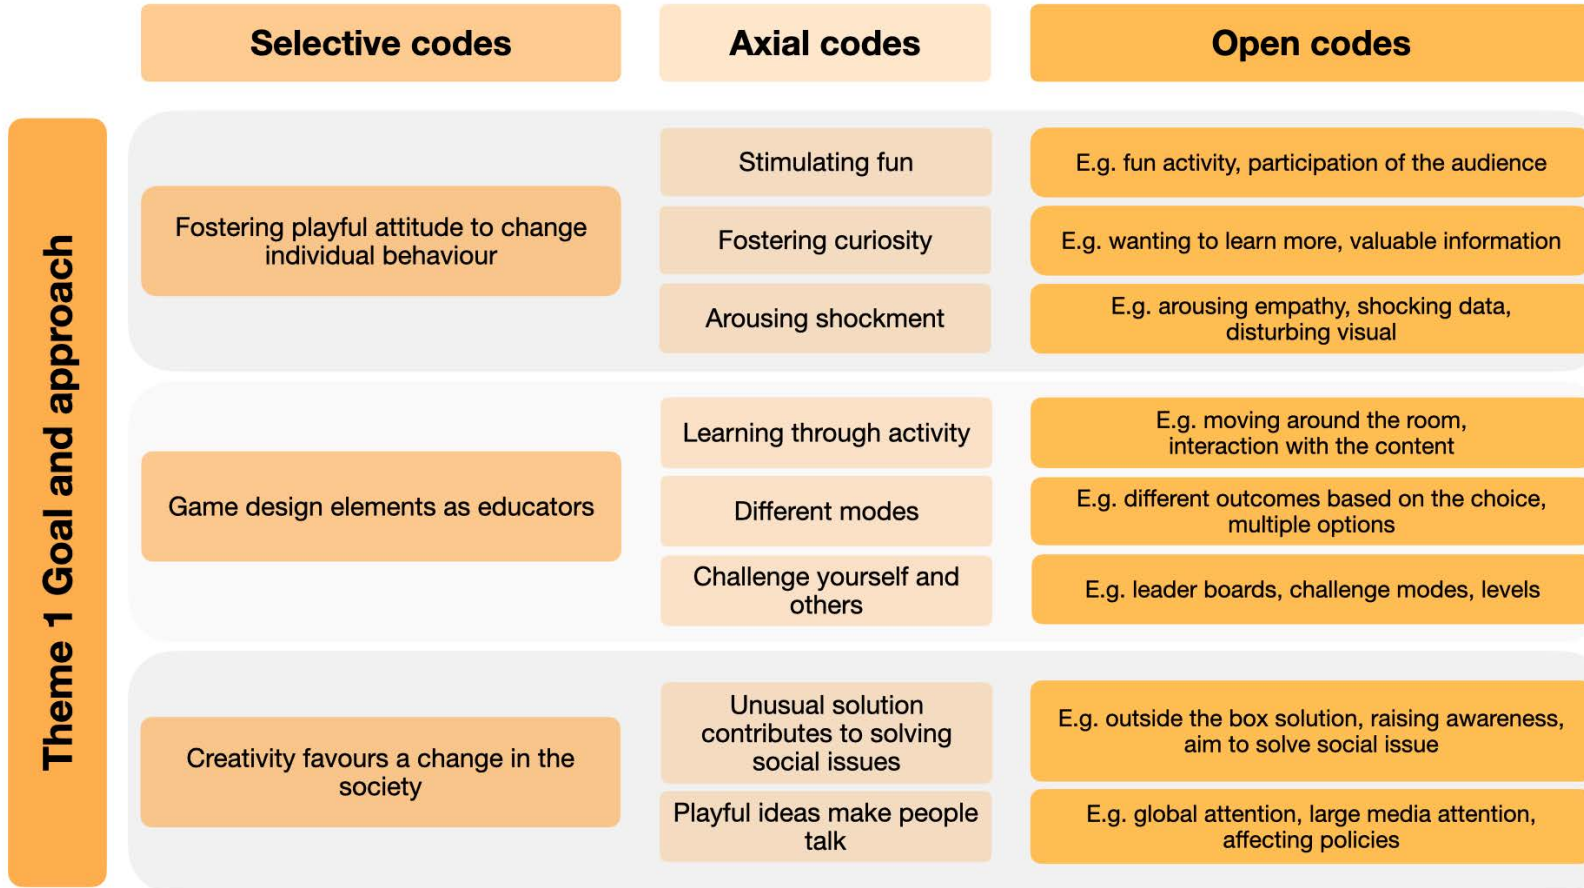 Selective codes
Axial codes
Open codes
Theme 1 Goal and approach
Fostering playful attitude to change
individual behaviour
Stimulating fun
E.g. fun activity, participation of the audience
Fostering curiosity
E.g. wanting to learn more, valuable information
Arousing shockment
E.g. arousing empathy, shocking data,
disturbing visual
Game design elements as educators
Learning through activity
E.g. moving around the room,
interaction with the content
Different modes
E.g. different outcomes based on the choice,
multiple options
Challenge yourself and
others
E.g. leader boards, challenge modes, levels
Creativity favours a change in the
society
Unusual solution
contributes to solving
social issues
E.g. outside the box solution, raising awareness,
aim to solve social issue
Playful ideas make people
talk
E.g. global attention, large media attention,
affecting policies